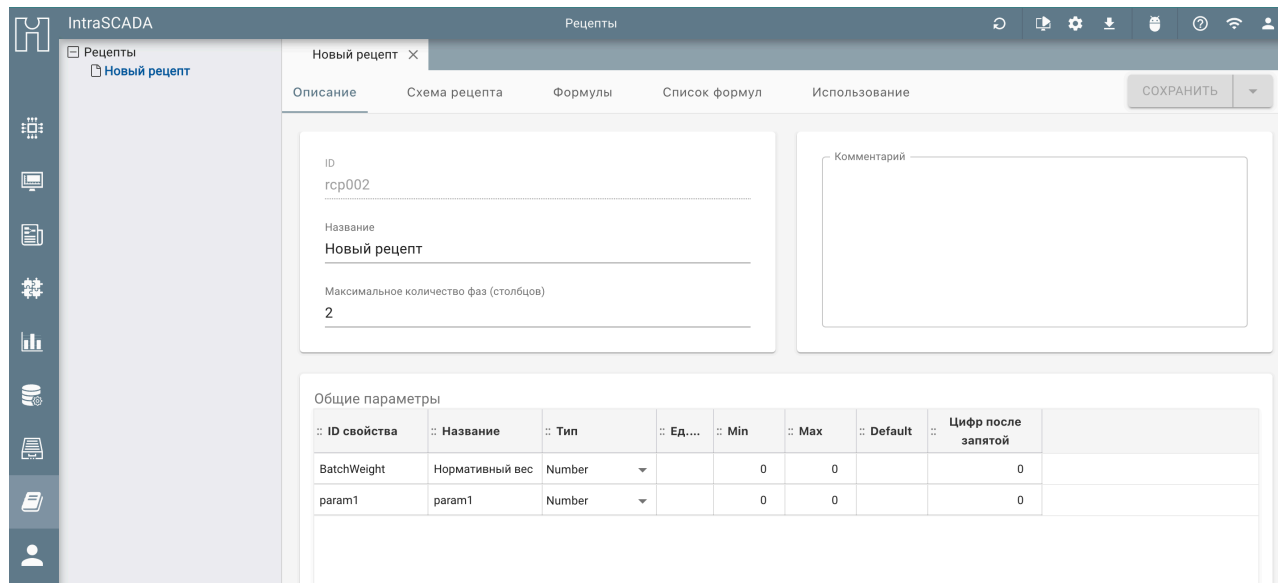 IntraSCADA
Рецепты
Рецепты
Новый рецепт
Новый рецепт
Описание Схема рецепта Формулы Список формул Использование СОХРАНИТЬ
ID
rcp002
Название
Новый рецепт
Максимальное количество фаз (столбцов)
2
Комментарий
Общие параметры
ID свойства Название Тип Ед.... Min Max Default Цифр после
запятой
BatchWeight Нормативный вес Number 0 0 0
param1 param1 Number 0 0 0